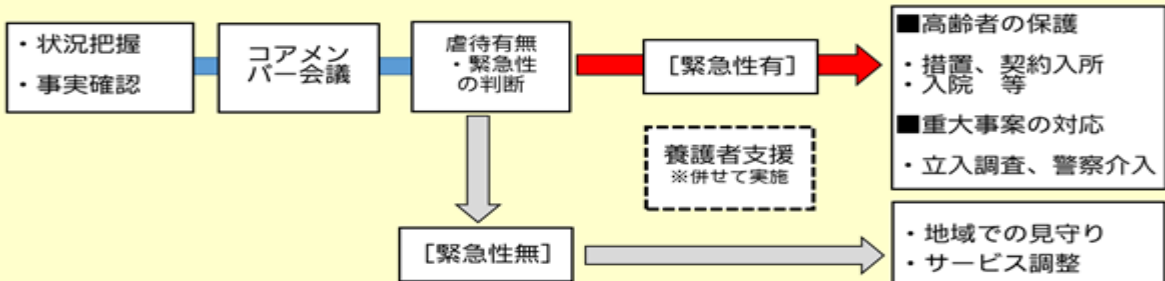 ・状況把握
・事実確認
コアメン
バー会議
虐待有無
・緊急性
の判断
［緊急性有］
■高齢者の保護
・措置、契約入所
・入院　等
■重大事案の対応
・立入調査、警察介入
養護者支援
※併せて実施
［緊急性無］
・地域での見守り
・サービス調整